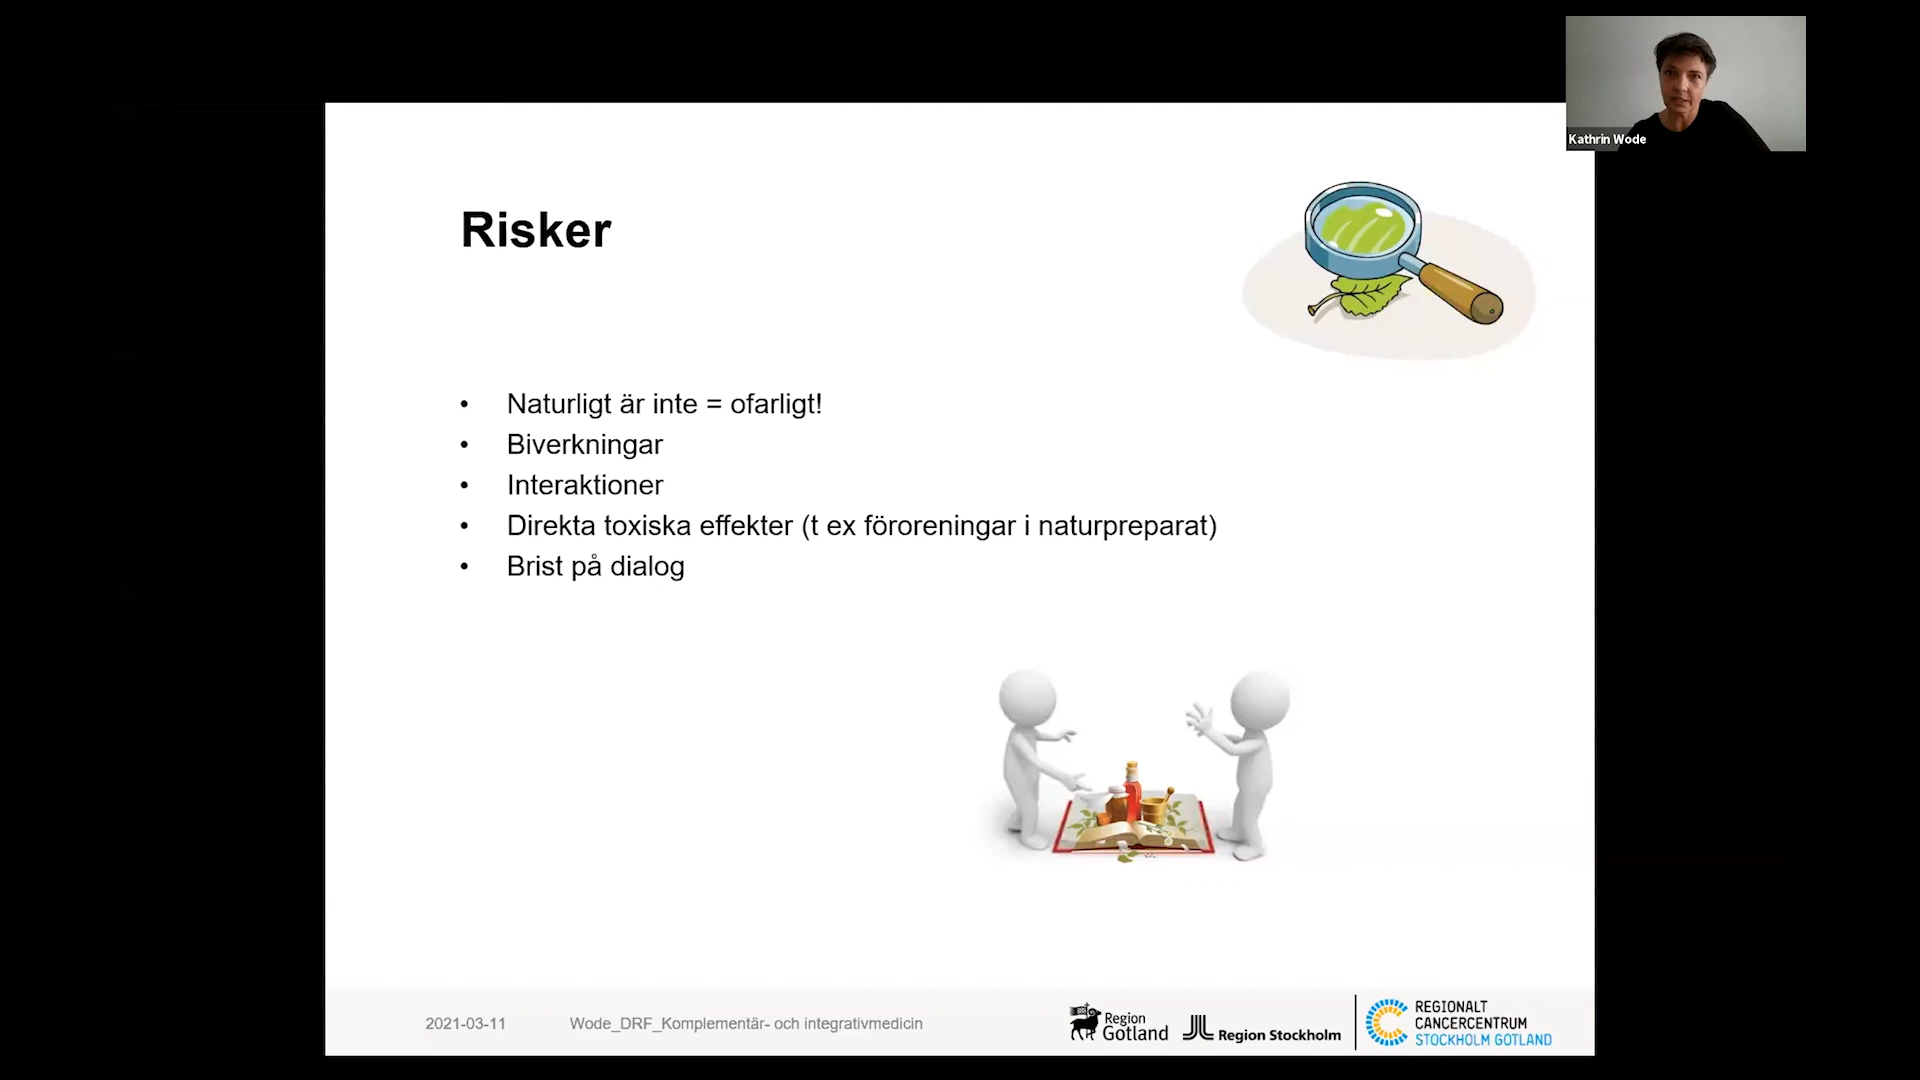 Kathrin Wode
Risker
• Naturligt är inte = ofarligt!
• Biverkningar
• Interaktioner
• Direkta toxiska effekter (t ex föroreningar i naturpreparat)
• Brist på dialog
2021-03-11
Wode_DRF_Komplementär- och integrativmedicin
Region
Gotland
Region Stockholm
REGIONALT
CANCERCENTRUM
STOCKHOLM GOTLAND